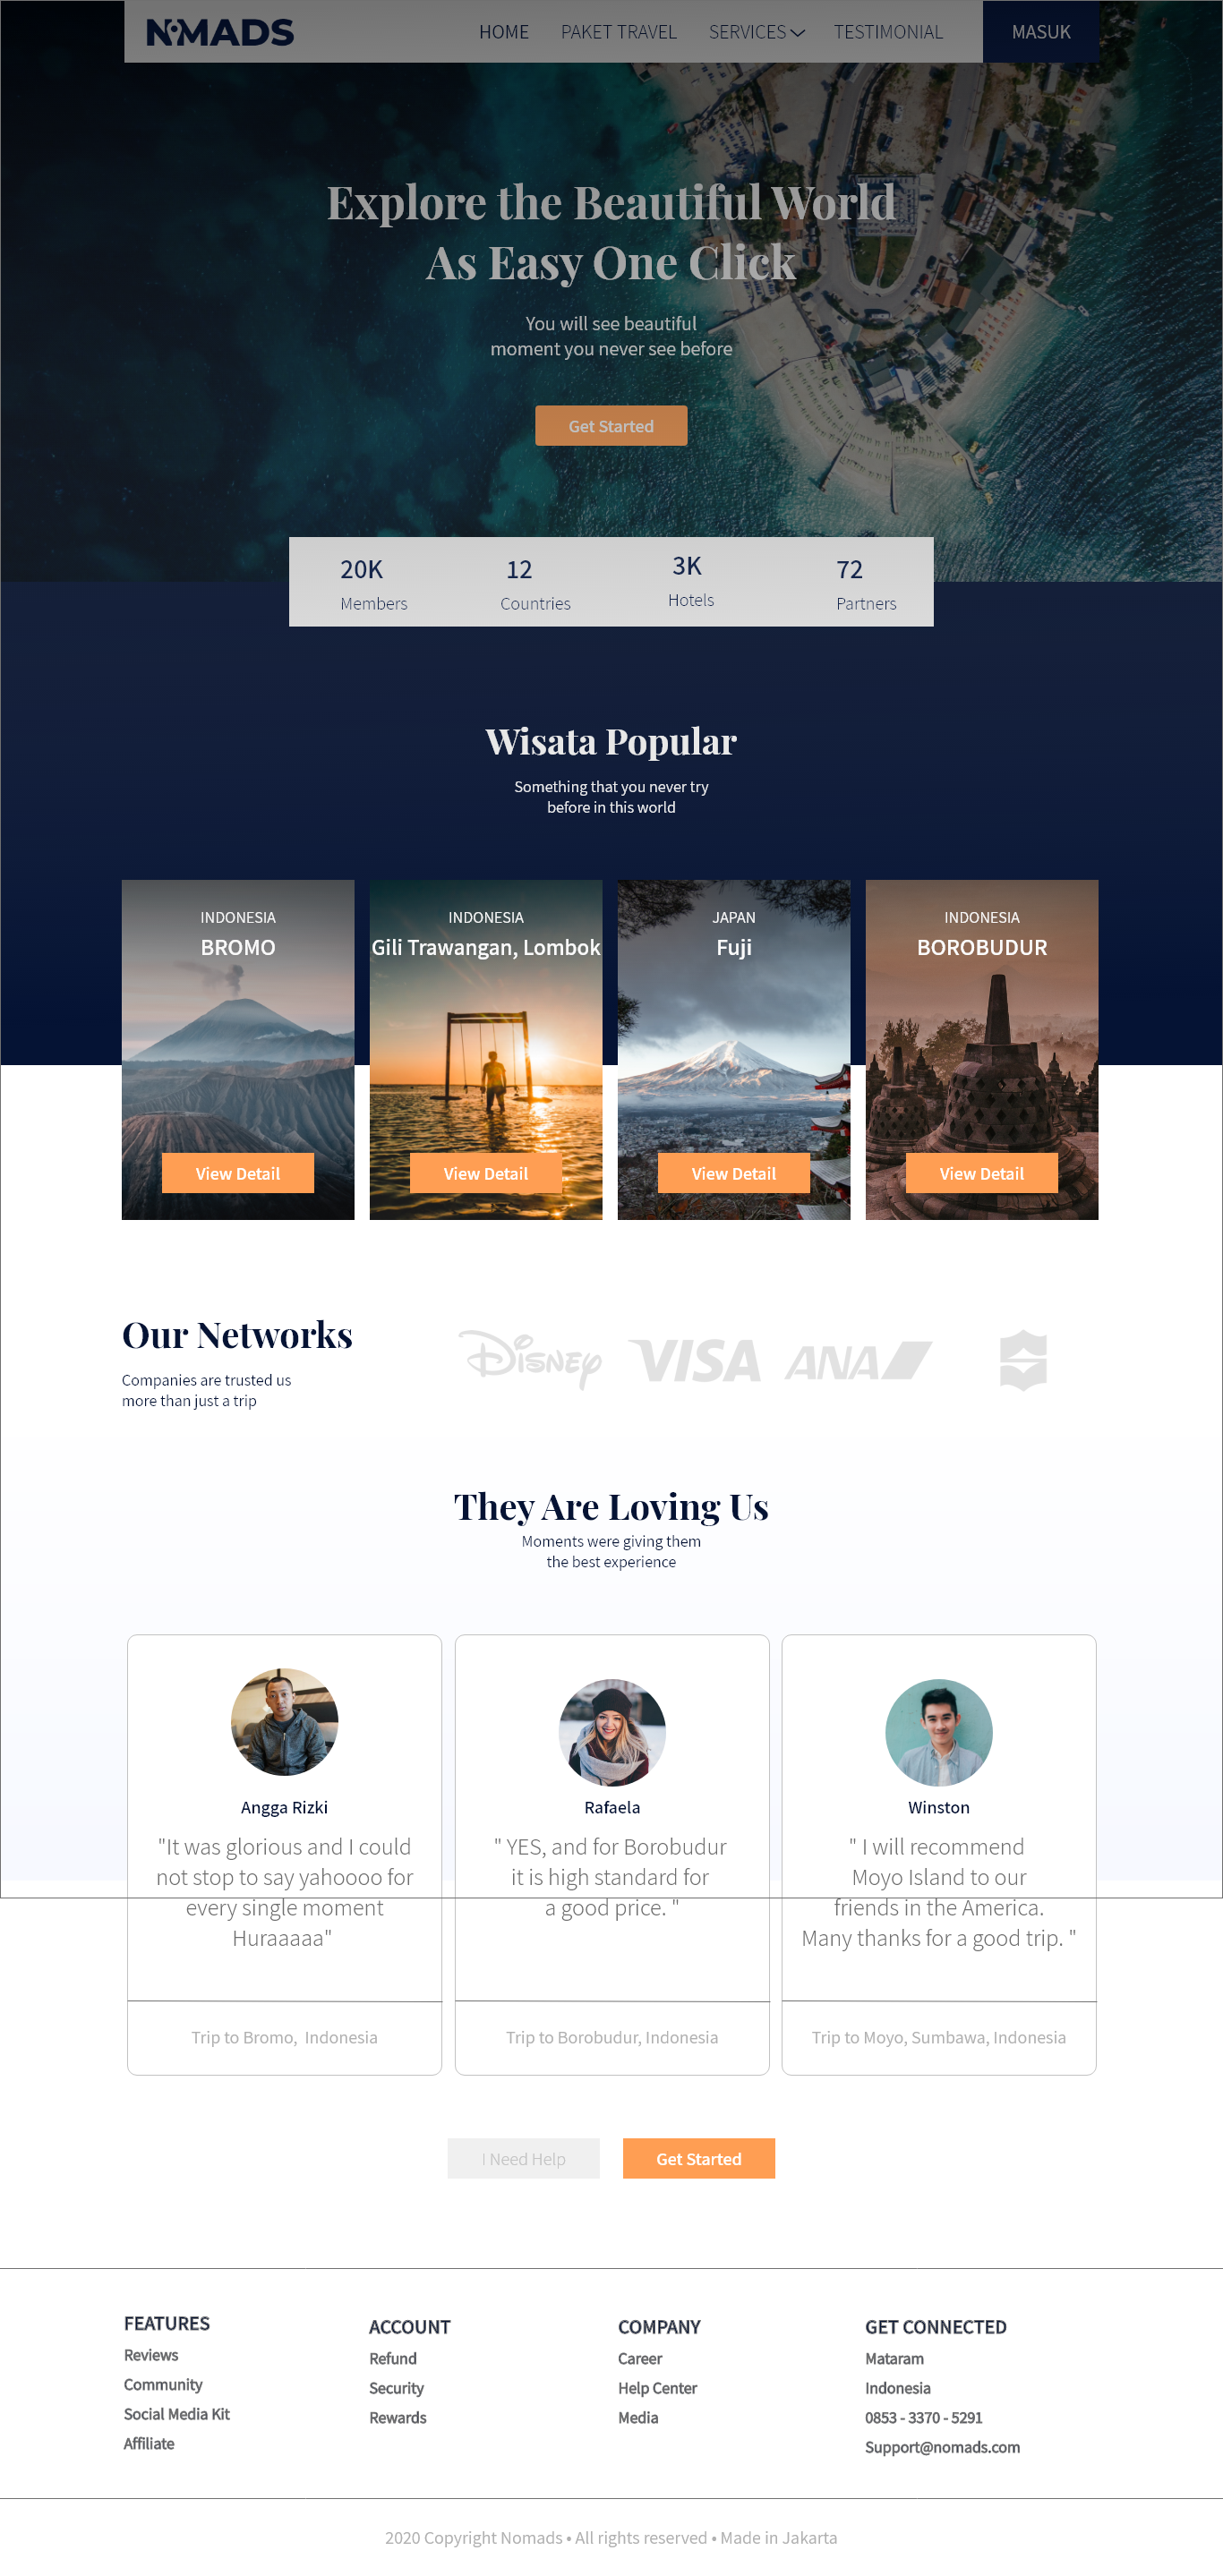 NOMADS
HOME PAKET TRAVEL SERVICES TESTIMONIAL MASUK
Explore the Beautiful World
As Easy One Click
You will see beautiful
moment you never see before
Get Started
20K 12 3K 72
Members Countries Hotels Partners
Wisata Popular
Something that you never try
before in this world
INDONESIA
BROMO
View Detail
INDONESIA
Gili Trawangan, Lombok
View Detail
JAPAN
Fuji
View Detail
INDONESIA
BOROBUDUR
View Detail
Our Networks
Companies are trusted us
more than just a trip
Disney VISA ANA
They Are Loving Us
Moments were giving them
the best experience
Angga Rizki
"It was glorious and I could
not stop to say yahoooo for
every single moment
Huraaaaa"
Trip to Bromo, Indonesia
Rafaela
" YES, and for Borobudur
it is high standard for
a good price. "
Trip to Borobudur, Indonesia
Winston
" I will recommend
Moyo Island to our
friends in the America.
Many thanks for a good trip. "
Trip to Moyo, Sumbawa, Indonesia
I Need Help Get Started
FEATURES
Reviews
Community
Social Media Kit
Affiliate
ACCOUNT
Refund
Security
Rewards
COMPANY
Career
Help Center
Media
GET CONNECTED
Mataram
Indonesia
0853 - 3370 - 5291
Support@nomads.com
2020 Copyright Nomads • All rights reserved • Made in Jakarta